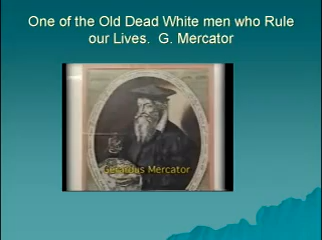 One of the Old Dead White men who Rule
our Lives. G. Mercator
Gerardus Mercator